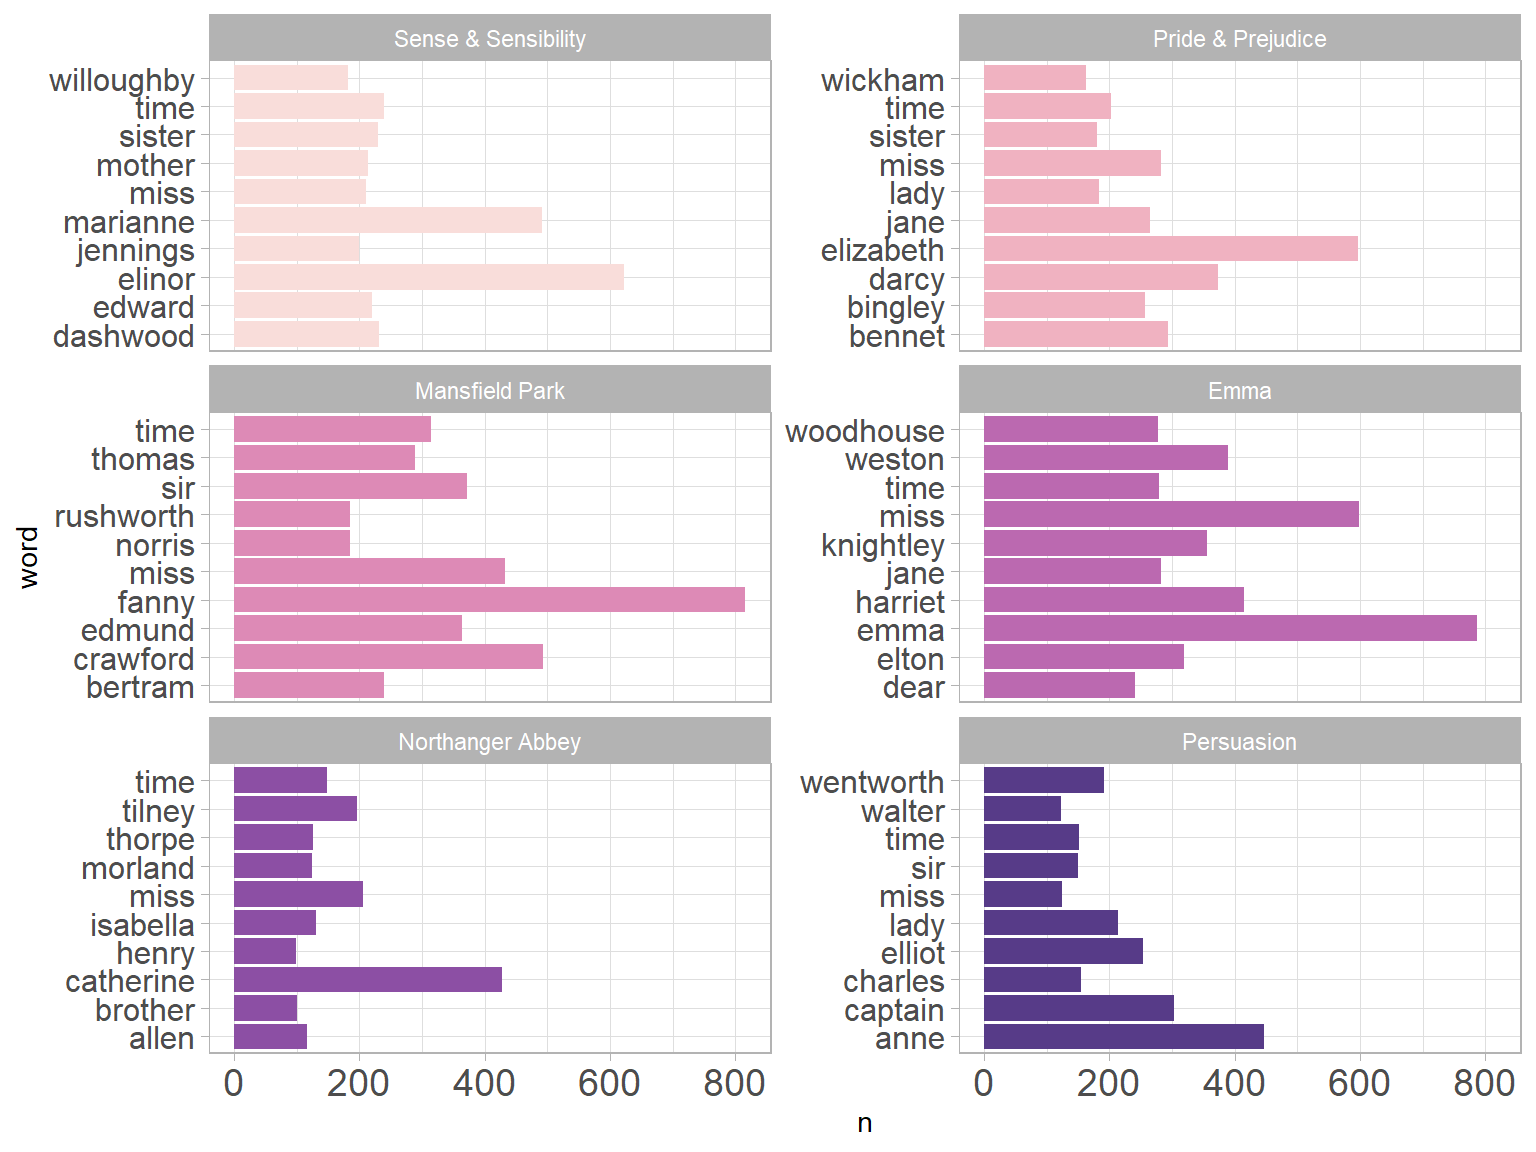 Sense & Sensibility
willoughby
time
sister
mother
miss
marianne
jennings
elinor
edward
dashwood
Pride & Prejudice
wickham
time
sister
miss
lady
jane
elizabeth
darcy
bingley
bennet
Mansfield Park
time
thomas
sir
rushworth
norris
miss
fanny
edmund
crawford
bertram
Emma
woodhouse
weston
time
miss
knightley
jane
harriet
emma
elton
dear
Northanger Abbey
time
tilney
thorpe
morland
miss
isabella
henry
catherine
brother
allen
0 200 400 600 800
Persuasion
wentworth
walter
time
sir
miss
lady
elliot
charles
captain
anne
0 200 400 600 800
word
n